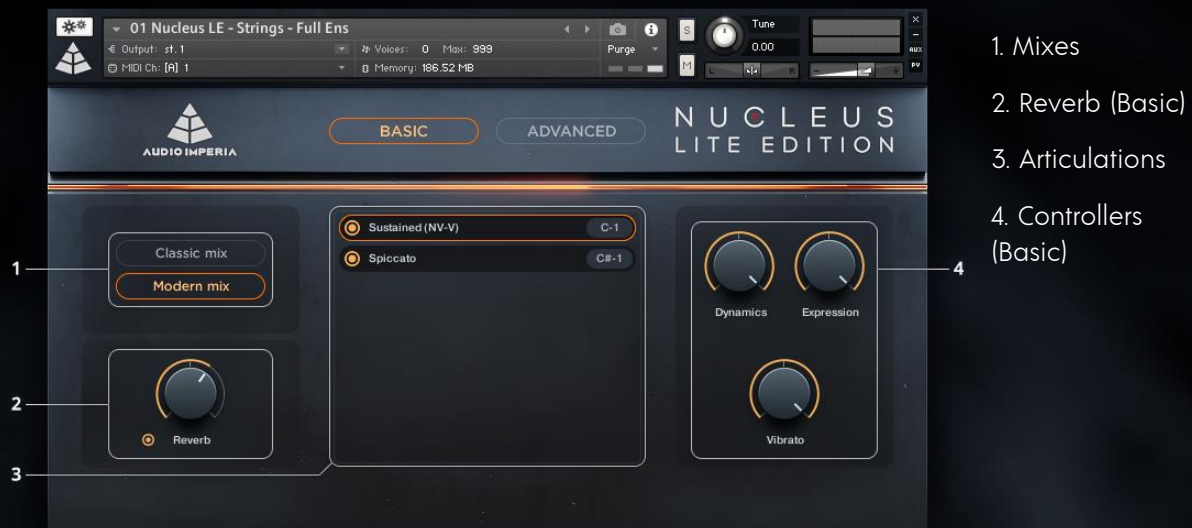 01 Nucleus LE - Strings - Full Ens
Output: st.1
Voices: 0 Max: 999
Purge
MIDI Ch: [A] 1
Memory: 186.52 MB
S
M
Tune
0.00
L R
- +
×
-
AUX
PV
AUDIO IMPERIA
BASIC
ADVANCED
NUCLEUS
LITE EDITION
Classic mix
Modern mix
Reverb
Sustained (NV-V) C-1
Spiccato C#-1
Dynamics
Expression
Vibrato
1
2
3
4
1. Mixes
2. Reverb (Basic)
3. Articulations
4. Controllers
(Basic)